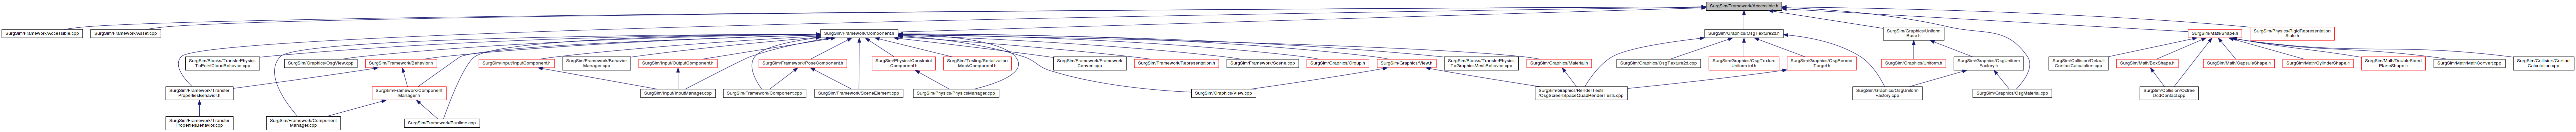 SurgSim/Framework/Accessible.h
SurgSim/Framework/Accessible.cpp
SurgSim/Framework/Asset.cpp
SurgSim/Framework/Component.h
SurgSim/Graphics/OsgTexture3d.h
SurgSim/Graphics/Uniform
Base.h
SurgSim/Math/Shape.h
SurgSim/Physics/RigidRepresentation
State.h
SurgSim/Blocks/TransferPhysics
ToPointCloudBehavior.cpp
SurgSim/Graphics/OsgView.cpp
SurgSim/Framework/Behavior.h
SurgSim/Input/InputComponent.h
SurgSim/Framework/Behavior
Manager.cpp
SurgSim/Input/OutputComponent.h
SurgSim/Framework/PoseComponent.h
SurgSim/Physics/Constraint
Component.h
SurgSim/Testing/Serialization
MockComponent.h
SurgSim/Framework/Framework
Convert.cpp
SurgSim/Framework/Representation.h
SurgSim/Framework/Scene.cpp
SurgSim/Graphics/Group.h
SurgSim/Graphics/View.h
SurgSim/Blocks/TransferPhysics
ToGraphicsMeshBehavior.cpp
SurgSim/Graphics/Material.h
SurgSim/Graphics/OsgTexture3d.cpp
SurgSim/Graphics/OsgTexture
Uniform-inl.h
SurgSim/Graphics/OsgRender
Target.h
SurgSim/Graphics/Uniform.h
SurgSim/Graphics/OsgUniform
Factory.h
SurgSim/Collision/Default
ContactCalculation.cpp
SurgSim/Math/BoxShape.h
SurgSim/Math/CapsuleShape.h
SurgSim/Math/CylinderShape.h
SurgSim/Math/DoubleSided
PlaneShape.h
SurgSim/Math/MathConvert.cpp
SurgSim/Collision/Contact
Calculation.cpp
SurgSim/Framework/Transfer
PropertiesBehavior.h
SurgSim/Framework/Component
Manager.h
SurgSim/Input/InputManager.cpp
SurgSim/Framework/Component.cpp
SurgSim/Framework/SceneElement.cpp
SurgSim/Physics/PhysicsManager.cpp
SurgSim/Graphics/View.cpp
SurgSim/Graphics/RenderTests
/OsgScreenSpaceQuadRenderTests.cpp
SurgSim/Graphics/OsgUniform
Factory.cpp
SurgSim/Graphics/OsgMaterial.cpp
SurgSim/Collision/Octree
DcdContact.cpp
SurgSim/Framework/Transfer
PropertiesBehavior.cpp
SurgSim/Framework/Component
Manager.cpp
SurgSim/Framework/Runtime.cpp